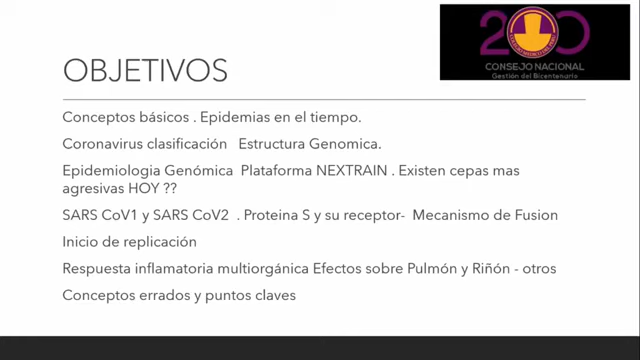 200
CONSEJO NACIONAL
Gestión del Bicentenario
OBJETIVOS
Conceptos básicos . Epidemias en el tiempo.
Coronavirus clasificación Estructura Genomica.
Epidemiologia Genómica Plataforma NEXTRAIN . Existen cepas mas
agresivas HOY ??
SARS CoV1 y SARS CoV2 . Proteina S y su receptor- Mecanismo de Fusion
Inicio de replicación
Respuesta inflamatoria multiorgánica Efectos sobre Pulmón y Riñón - otros
Conceptos errados y puntos claves